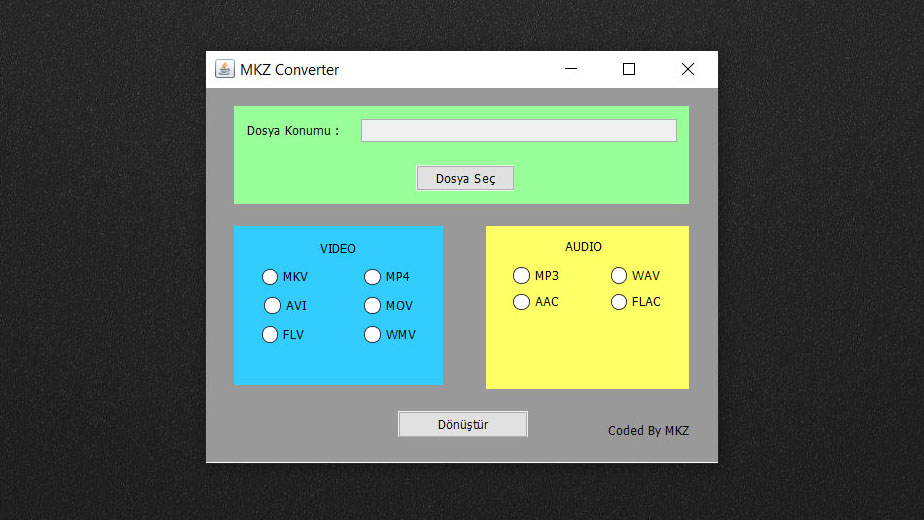 MKZ Converter
Dosya Konumu :
Dosya Seç
VIDEO
MKV MP4
AVI MOV
FLV WMV
AUDIO
MP3 WAV
AAC FLAC
Dönüştür
Coded By MKZ